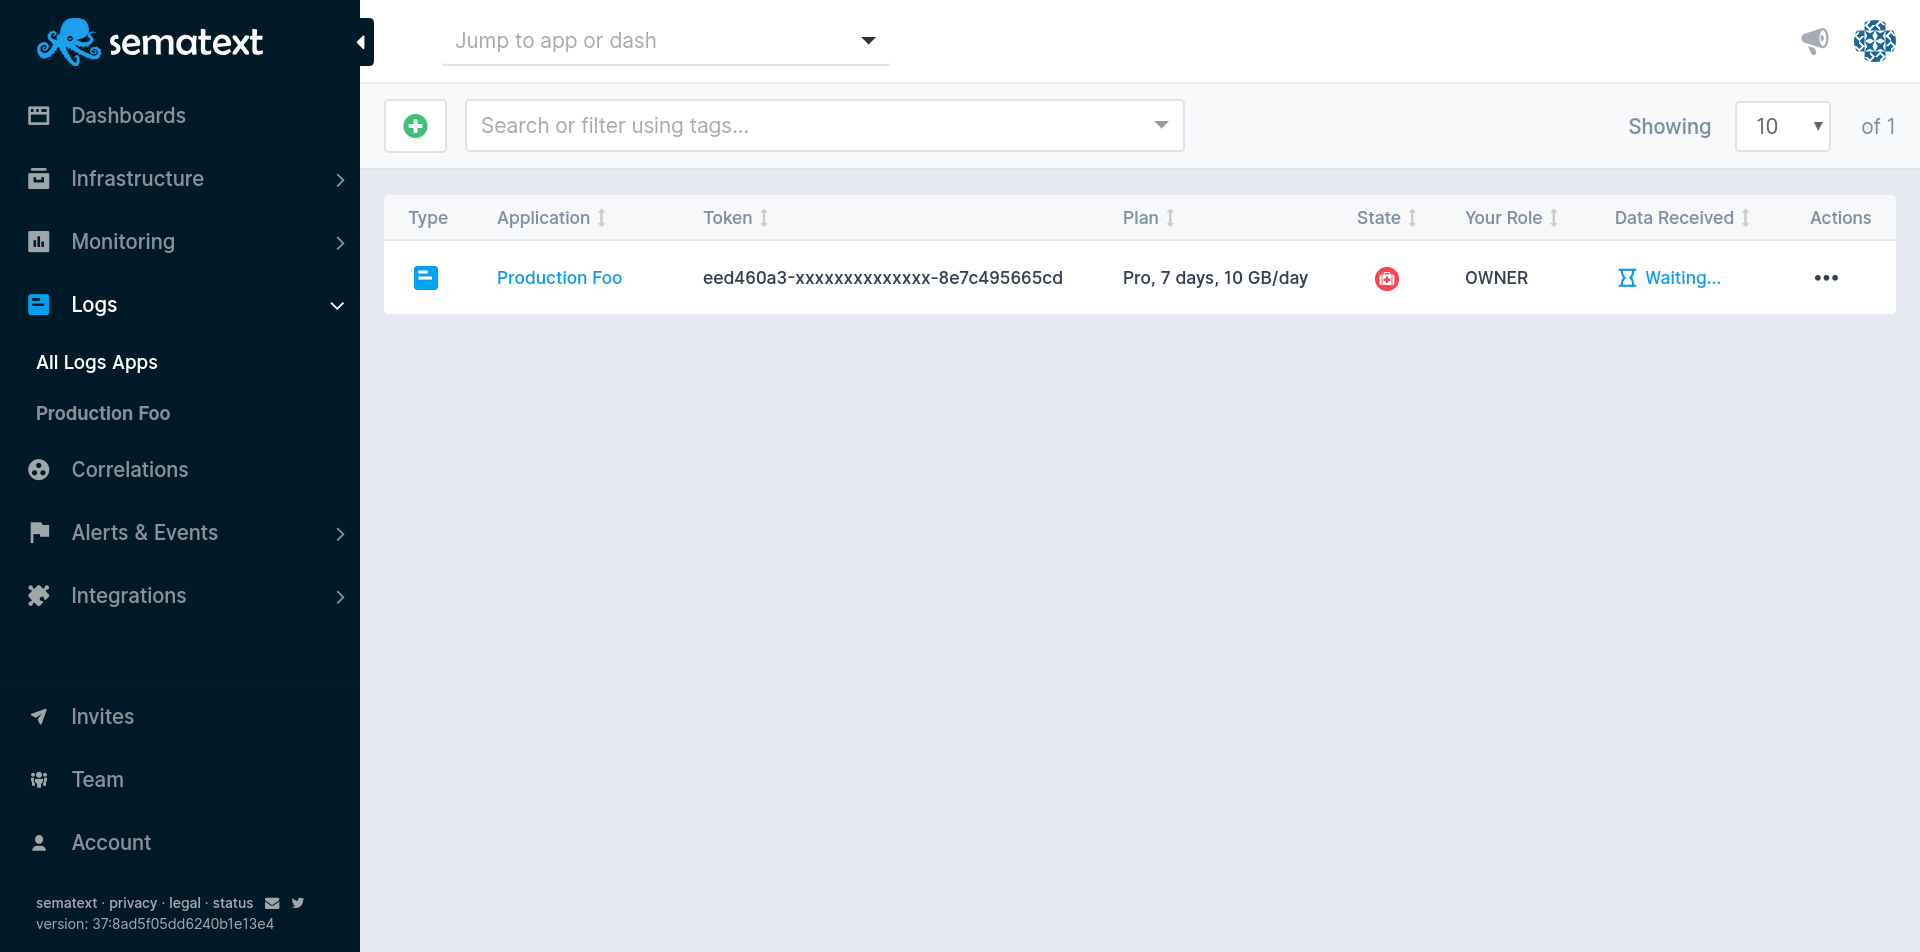 sematext
Jump to app or dash
Dashboards
Infrastructure
Monitoring
Logs
All Logs Apps
Production Foo
Correlations
Alerts & Events
Integrations
Invites
Team
Account
sematext · privacy · legal · status
version: 37:8ad5f05dd6240b1e13e4
Search or filter using tags...
Showing 10 of 1
Type Application Token Plan State Your Role Data Received Actions
Production Foo eed460a3-xxxxxxxxxxxxxx-8e7c495665cd Pro, 7 days, 10 GB/day OWNER Waiting...